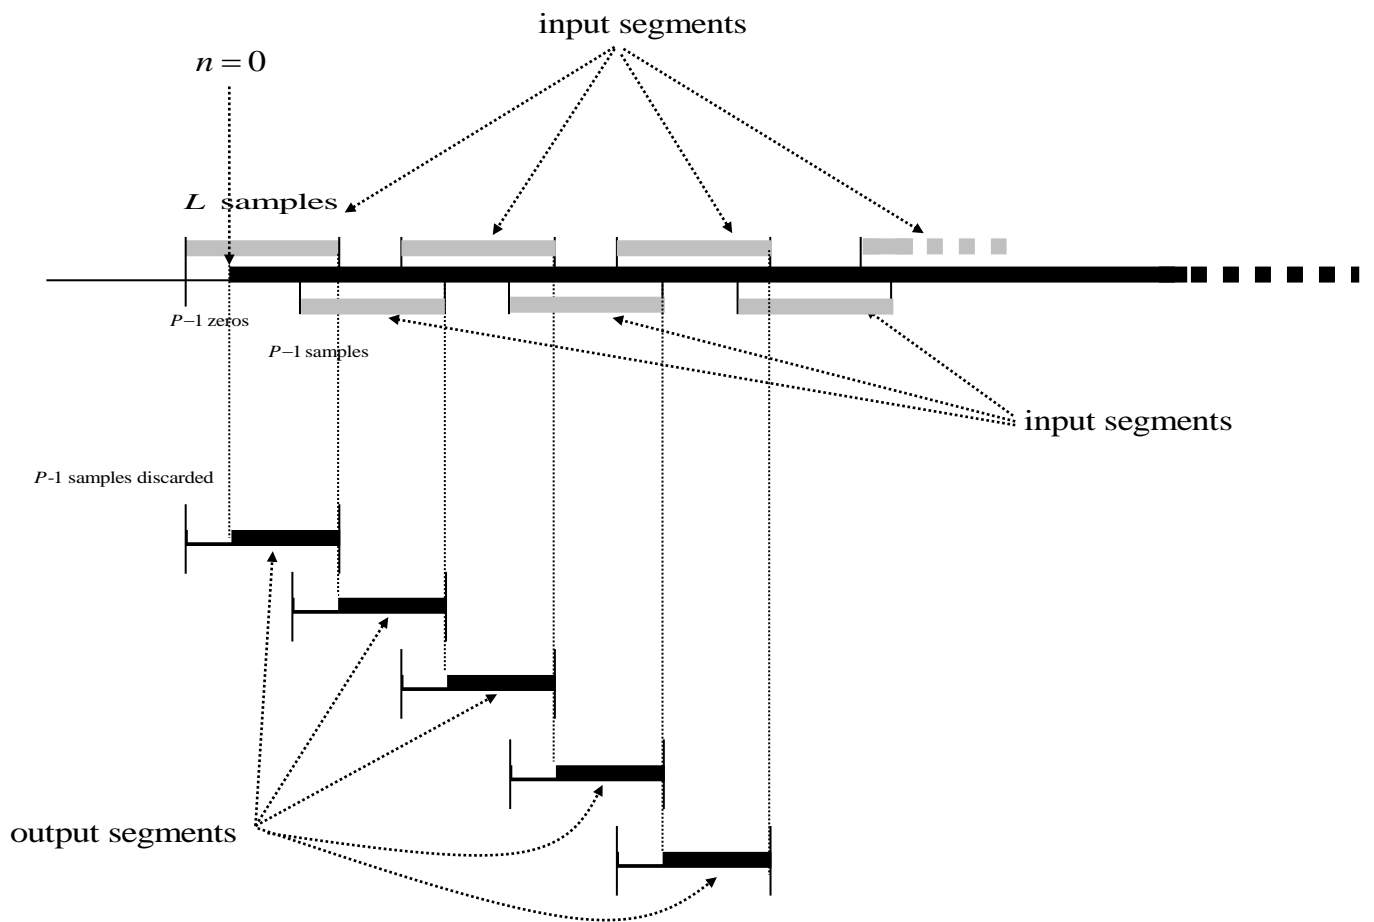 input segments
n = 0
L samples
P−1 zeros
P−1 samples
input segments
P-1 samples discarded
output segments